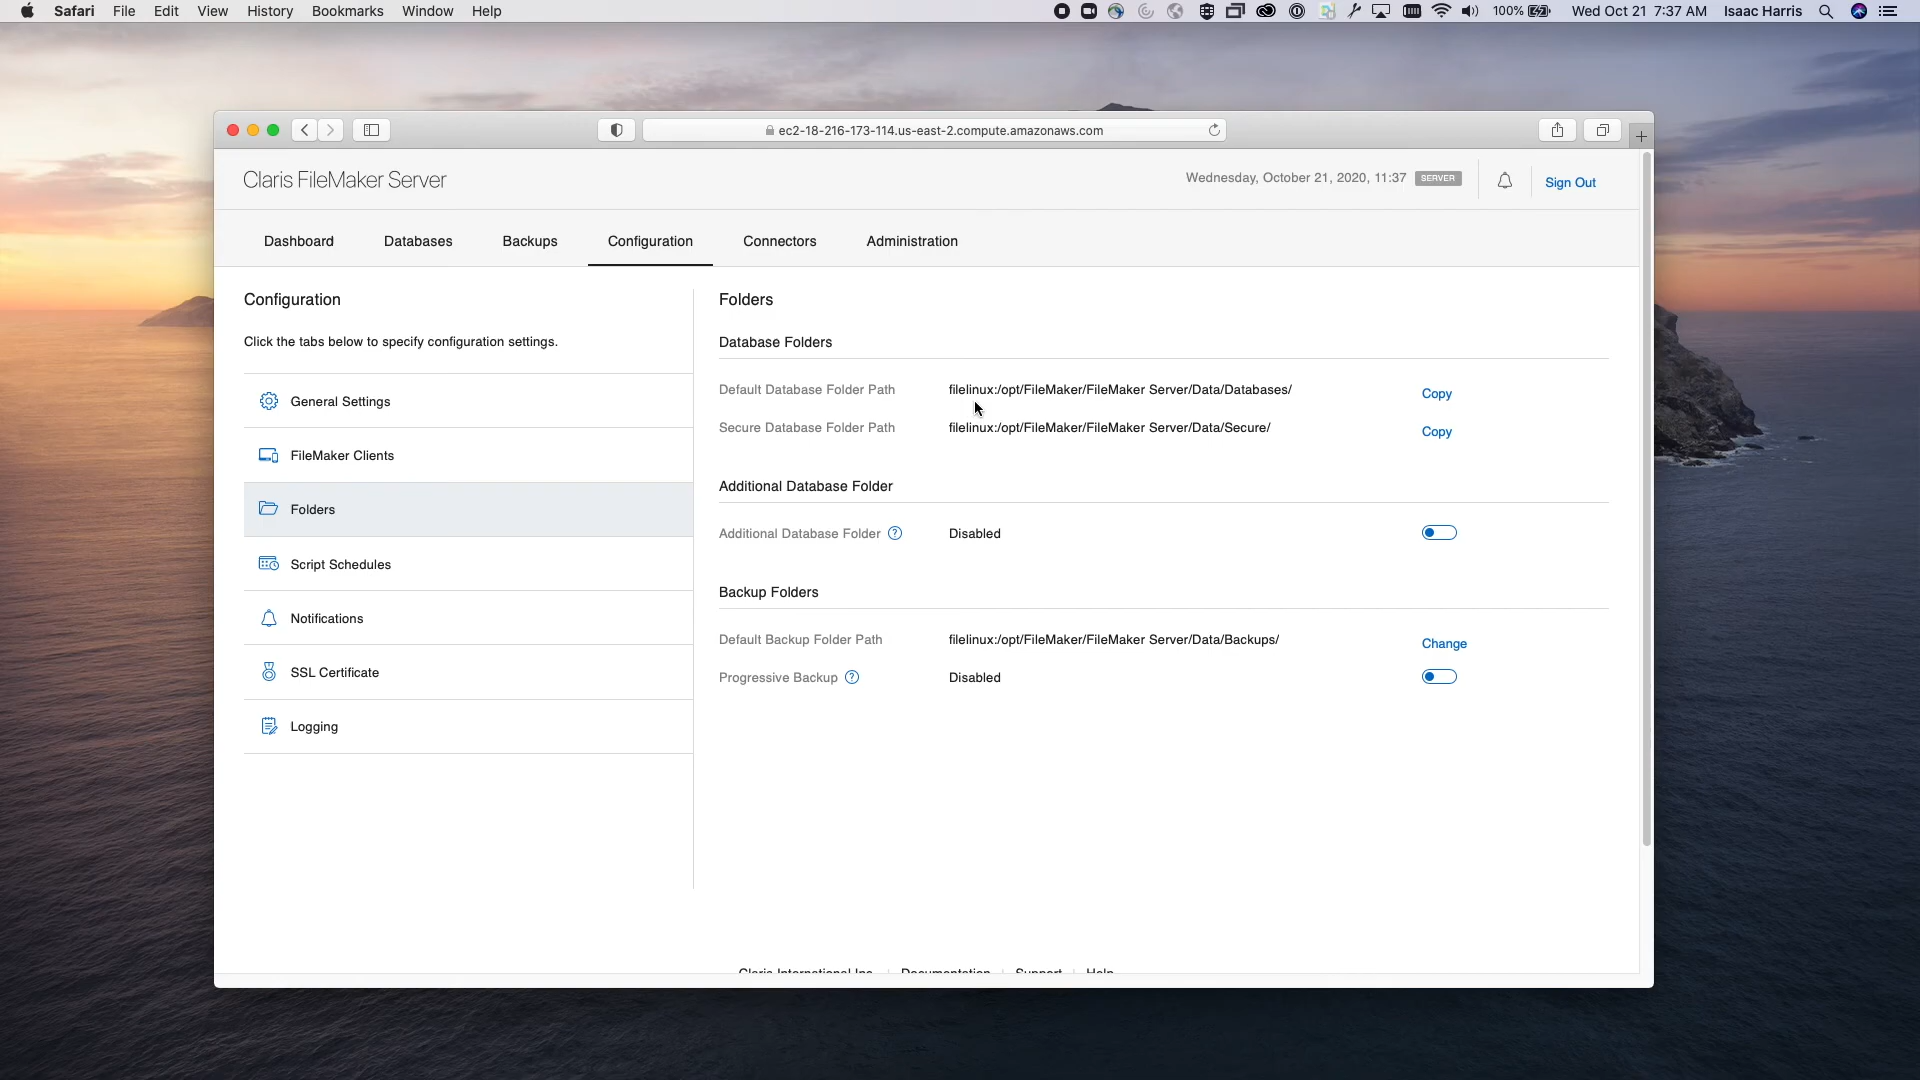 Safari File Edit View History Bookmarks Window Help
100% Wed Oct 21 7:37 AM Isaac Harris
ec2-18-216-173-114.us-east-2.compute.amazonaws.com
Claris FileMaker Server
Wednesday, October 21, 2020, 11:37 SERVER
Sign Out
Dashboard Databases Backups Configuration Connectors Administration
Configuration
Click the tabs below to specify configuration settings.
General Settings
FileMaker Clients
Folders
Script Schedules
Notifications
SSL Certificate
Logging
Folders
Database Folders
Default Database Folder Path filelinux:/opt/FileMaker/FileMaker Server/Data/Databases/ Copy
Secure Database Folder Path filelinux:/opt/FileMaker/FileMaker Server/Data/Secure/ Copy
Additional Database Folder
Additional Database Folder ? Disabled
Backup Folders
Default Backup Folder Path filelinux:/opt/FileMaker/FileMaker Server/Data/Backups/ Change
Progressive Backup ? Disabled
Claris International Inc. Documentation Support Help